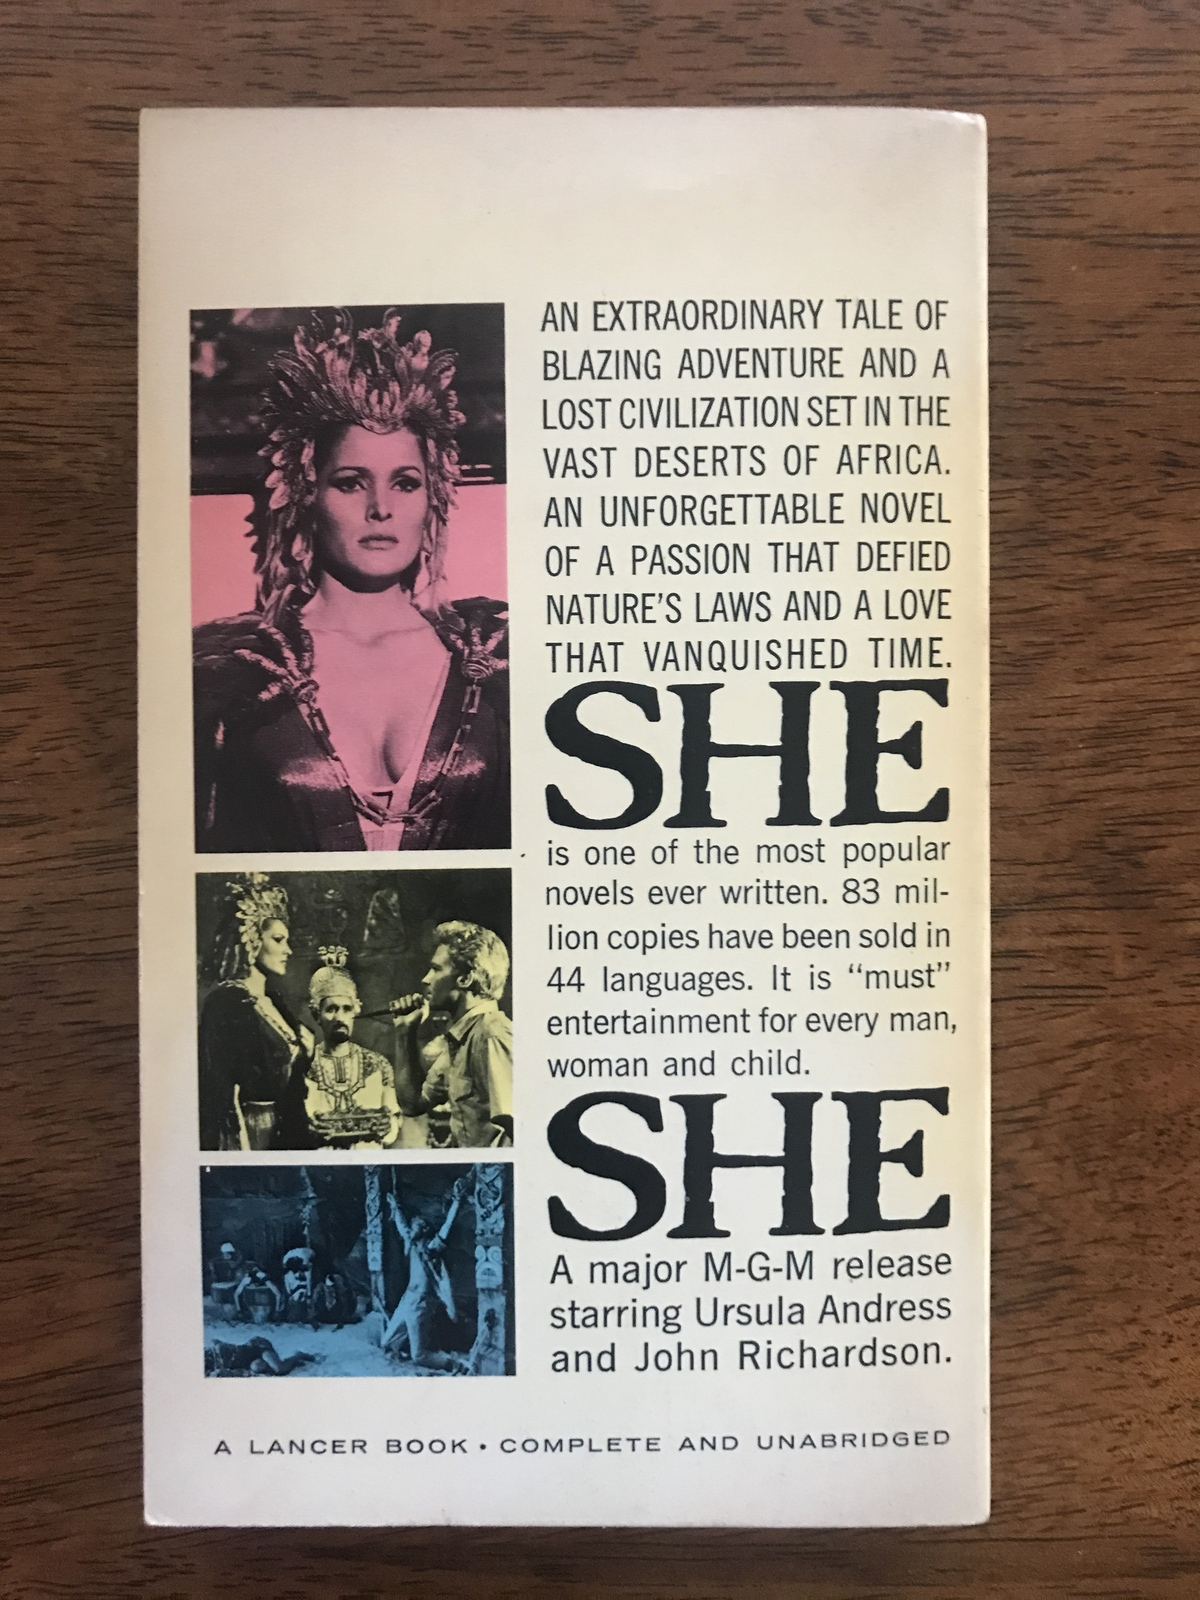 AN EXTRAORDINARY TALE OF
BLAZING ADVENTURE AND A
LOST CIVILIZATION SET IN THE
VAST DESERTS OF AFRICA.
AN UNFORGETTABLE NOVEL
OF A PASSION THAT DEFIED
NATURE'S LAWS AND A LOVE
THAT VANQUISHED TIME.
SHE
is one of the most popular
novels ever written. 83 mil-
lion copies have been sold in
44 languages. It is “must”
entertainment for every man,
woman and child.
SHE
A major M-G-M release
starring Ursula Andress
and John Richardson.
A LANCER BOOK • COMPLETE AND UNABRIDGED